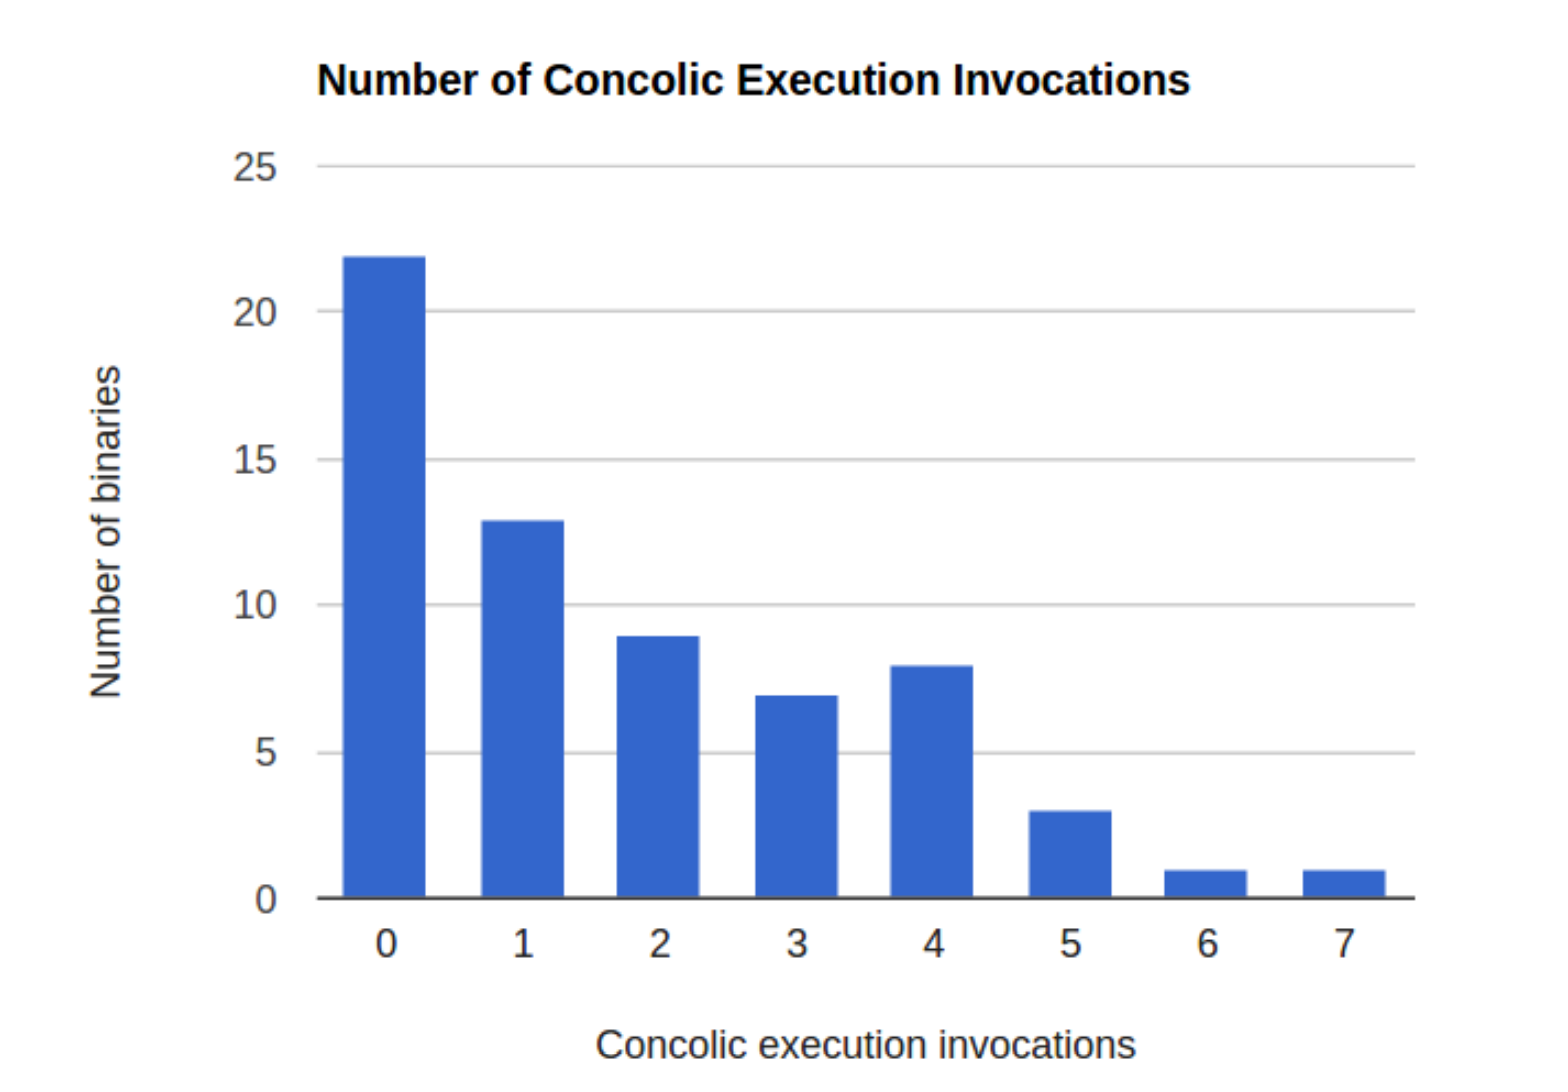 Number of Concolic Execution Invocations
25
20
15
10
5
0
Number of binaries
0 1 2 3 4 5 6 7
Concolic execution invocations